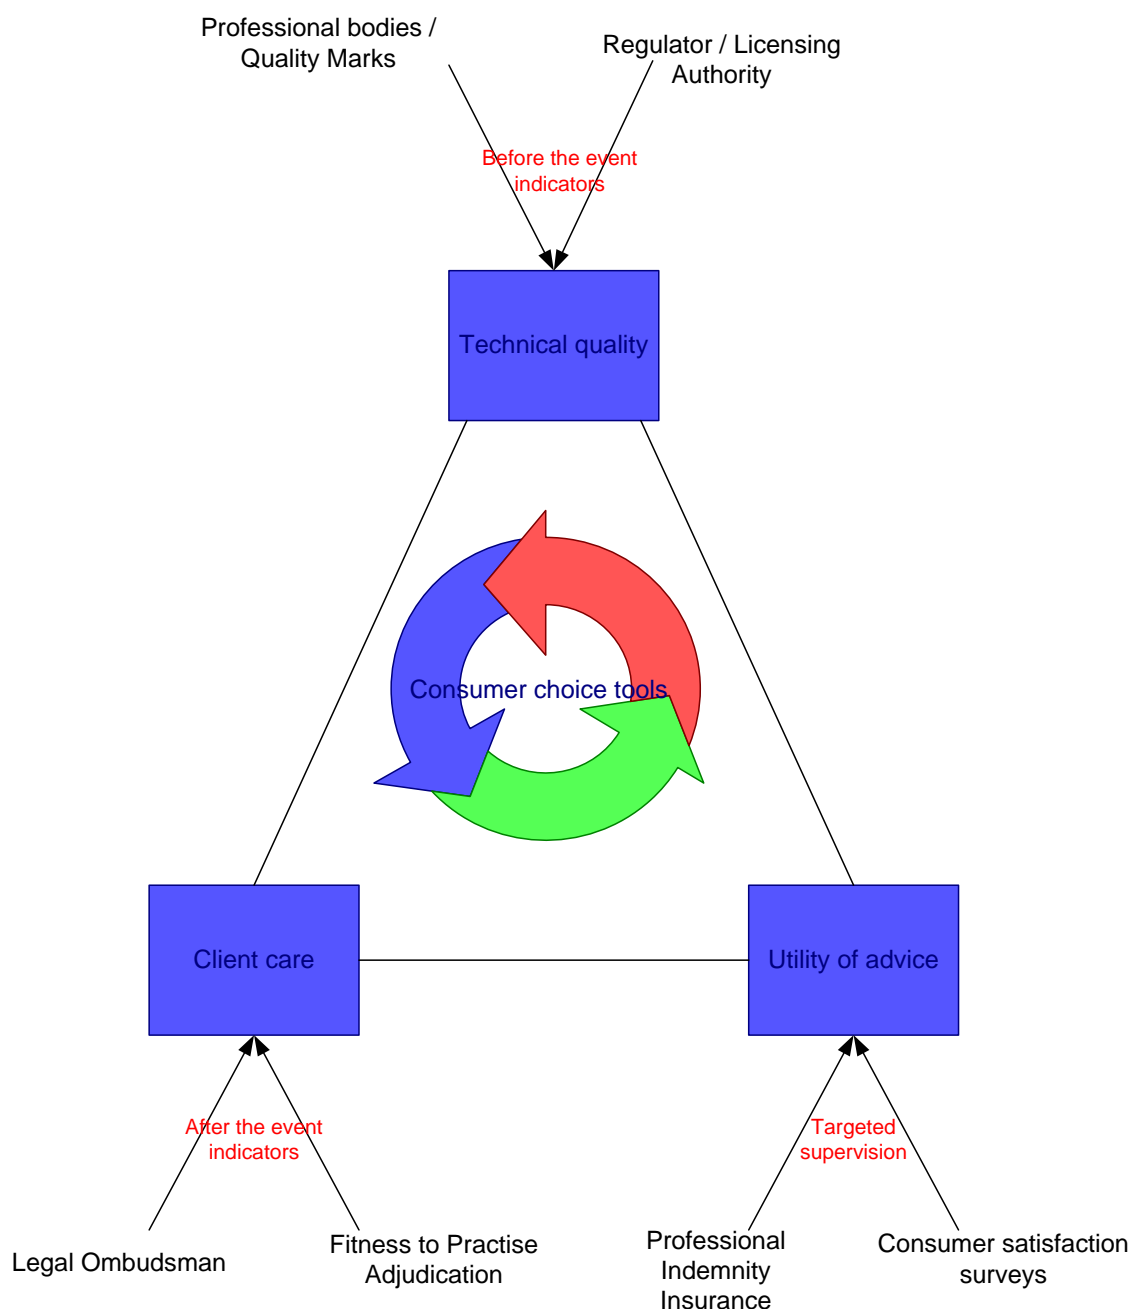 Professional bodies /
Quality Marks
Regulator / Licensing
Authority
Before the event
indicators
Technical quality
Consumer choice tools
Client care
Utility of advice
After the event
indicators
Targeted
supervision
Legal Ombudsman
Fitness to Practise
Adjudication
Professional
Indemnity
Insurance
Consumer satisfaction
surveys